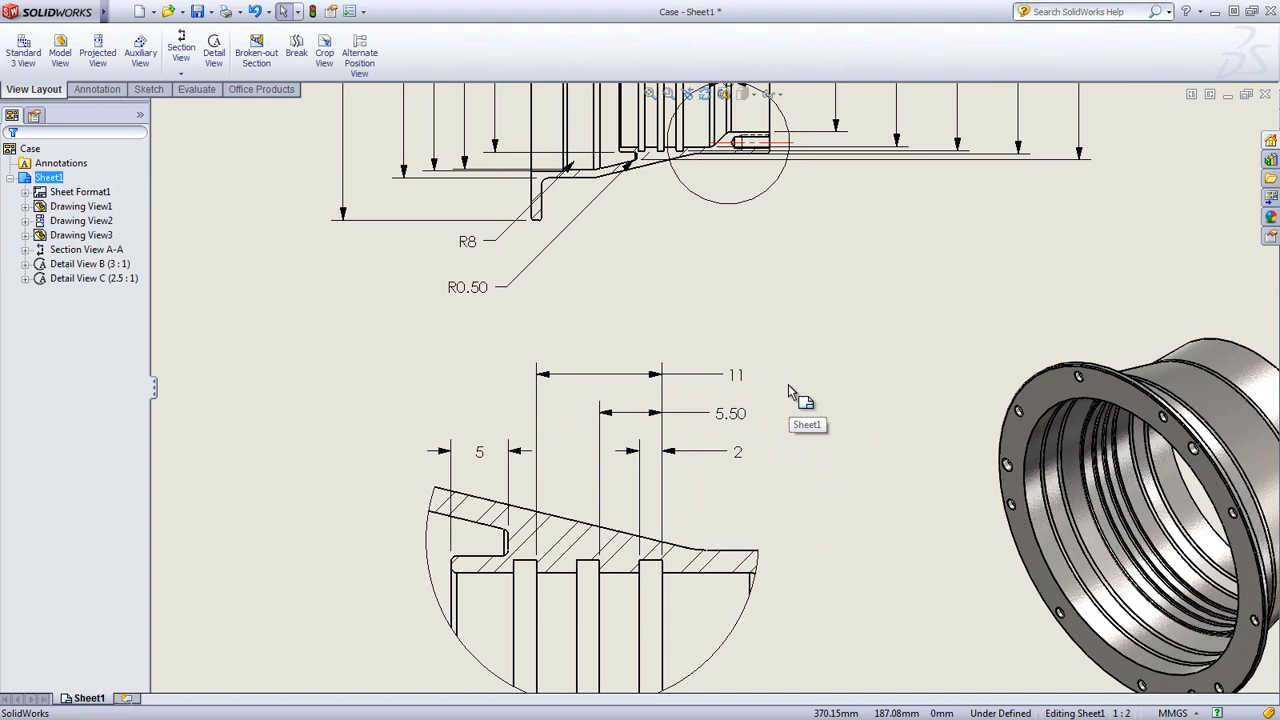 SOLIDWORKS
Case - Sheet1 *
Search SolidWorks Help
Standard 3 View
Model View
Projected View
Auxiliary View
Section View
Detail View
Broken-out Section
Break
Crop View
Alternate Position View
View Layout
Annotation
Sketch
Evaluate
Office Products
Case
Annotations
Sheet1
Sheet Format1
Drawing View1
Drawing View2
Drawing View3
Section View A-A
Detail View B (3 : 1)
Detail View C (2.5 : 1)
R8
R0.50
11
5.50
5
2
Sheet1
Sheet1
SolidWorks
370.15mm
187.08mm
0mm
Under Defined
Editing Sheet1
1 : 2
MMGS